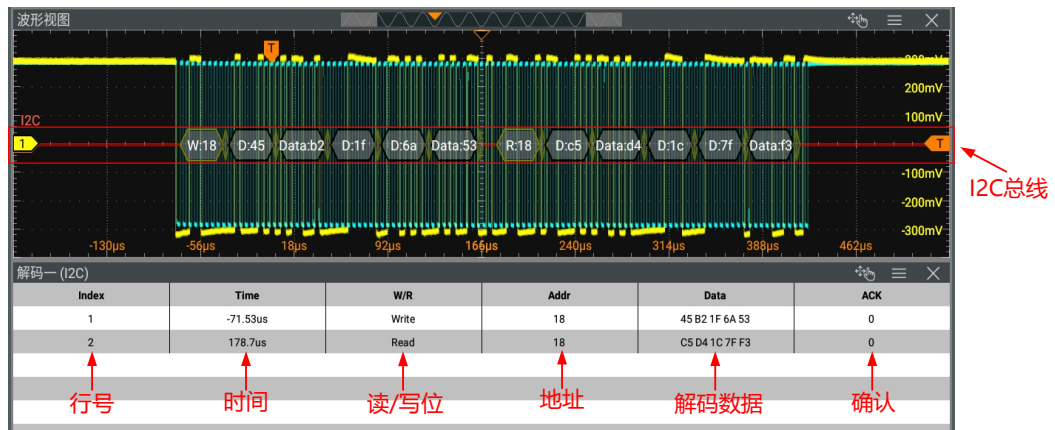 波形视图
T
200mV
I2C
100mV
1
W:18
D:45
Data:b2
D:1f
D:6a
Data:53
R:18
D:c5
Data:d4
D:1c
D:7f
Data:f3
T
I2C总线
-100mV
-200mV
-300mV
-130μs
-56μs
18μs
92μs
166μs
240μs
314μs
388μs
462μs
解码一 (I2C)
Index Time W/R Addr Data ACK
1 -71.53us Write 18 45 B2 1F 6A 53 0
2 178.7us Read 18 C5 D4 1C 7F F3 0
行号 时间 读/写位 地址 解码数据 确认